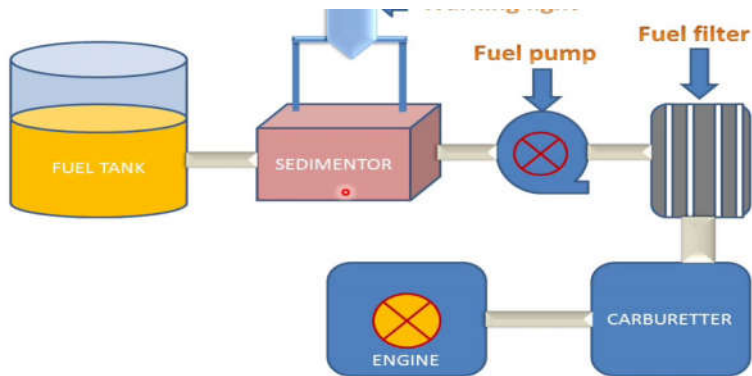 Fuel filter
Fuel pump
FUEL TANK
SEDIMENTOR
CARBURETTER
ENGINE